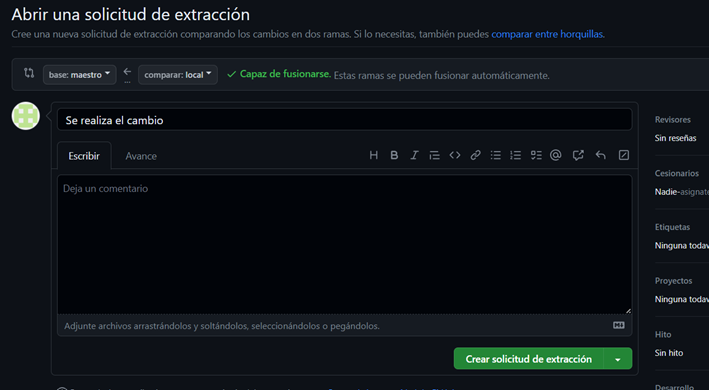 Abrir una solicitud de extracción
Cree una nueva solicitud de extracción comparando los cambios en dos ramas. Si lo necesitas, también puedes comparar entre horquillas.
base: maestro
comparar: local
Capaz de fusionarse. Estas ramas se pueden fusionar automáticamente.
Se realiza el cambio
Escribir
Avance
Deja un comentario
Adjunte archivos arrastrándolos y soltándolos, seleccionándolos o pegándolos.
Crear solicitud de extracción
Revisores
Sin reseñas
Cesionarios
Nadie-asignate
Etiquetas
Ninguna todav
Proyectos
Ninguna todav
Hito
Sin hito
Desarrollo